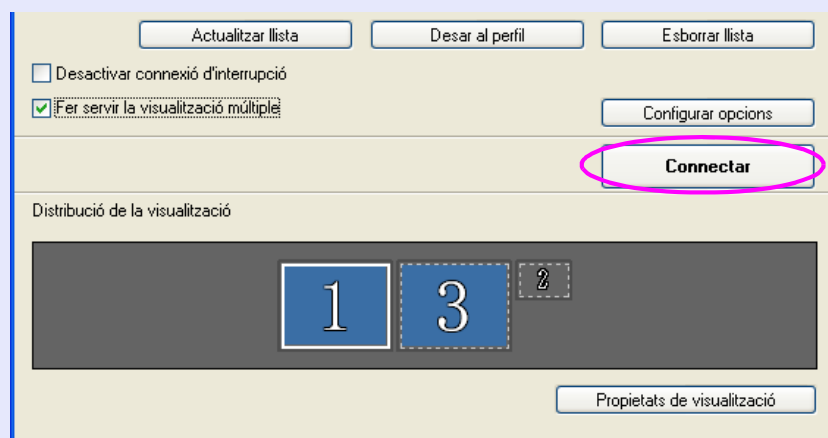 Actualitzar llista Desar al perfil Esborrar llista
Desactivar connexió d'interrupció
Fer servir la visualització múltiple
Configurar opcions
Connectar
Distribució de la visualització
1 3 2
Propietats de visualització